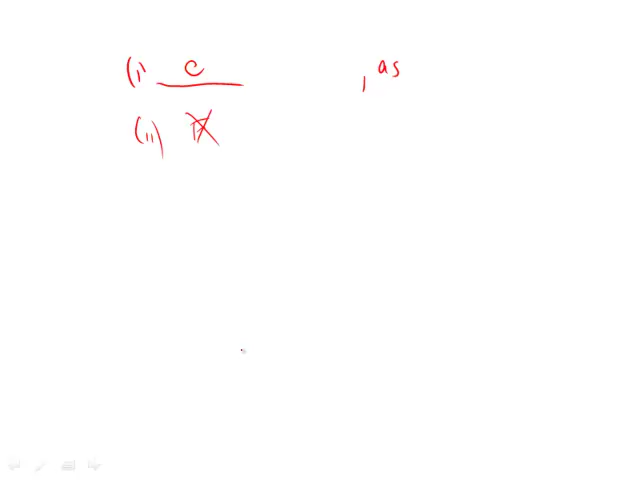 (i) c , as
(ii)